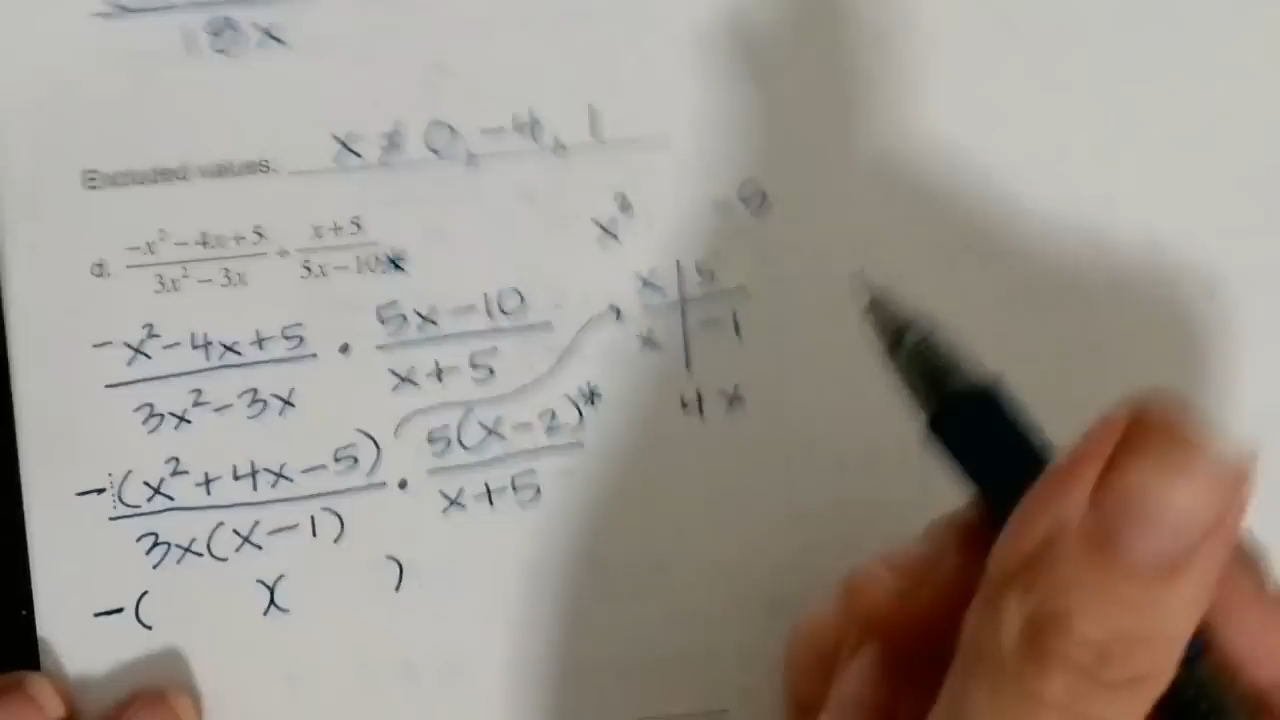 18x
Excluded values. x ≠ 0, -4, 1
d. (-x² - 4x + 5)/(3x² - 3x) ÷ (x + 5)/(5x - 10)
(-x² - 4x + 5)/(3x² - 3x) · (5x - 10)/(x + 5)
x | 5
x | -1
4x
-(x² + 4x - 5)/(3x(x - 1)) · 5(x - 2)*/(x + 5)
-( )( )